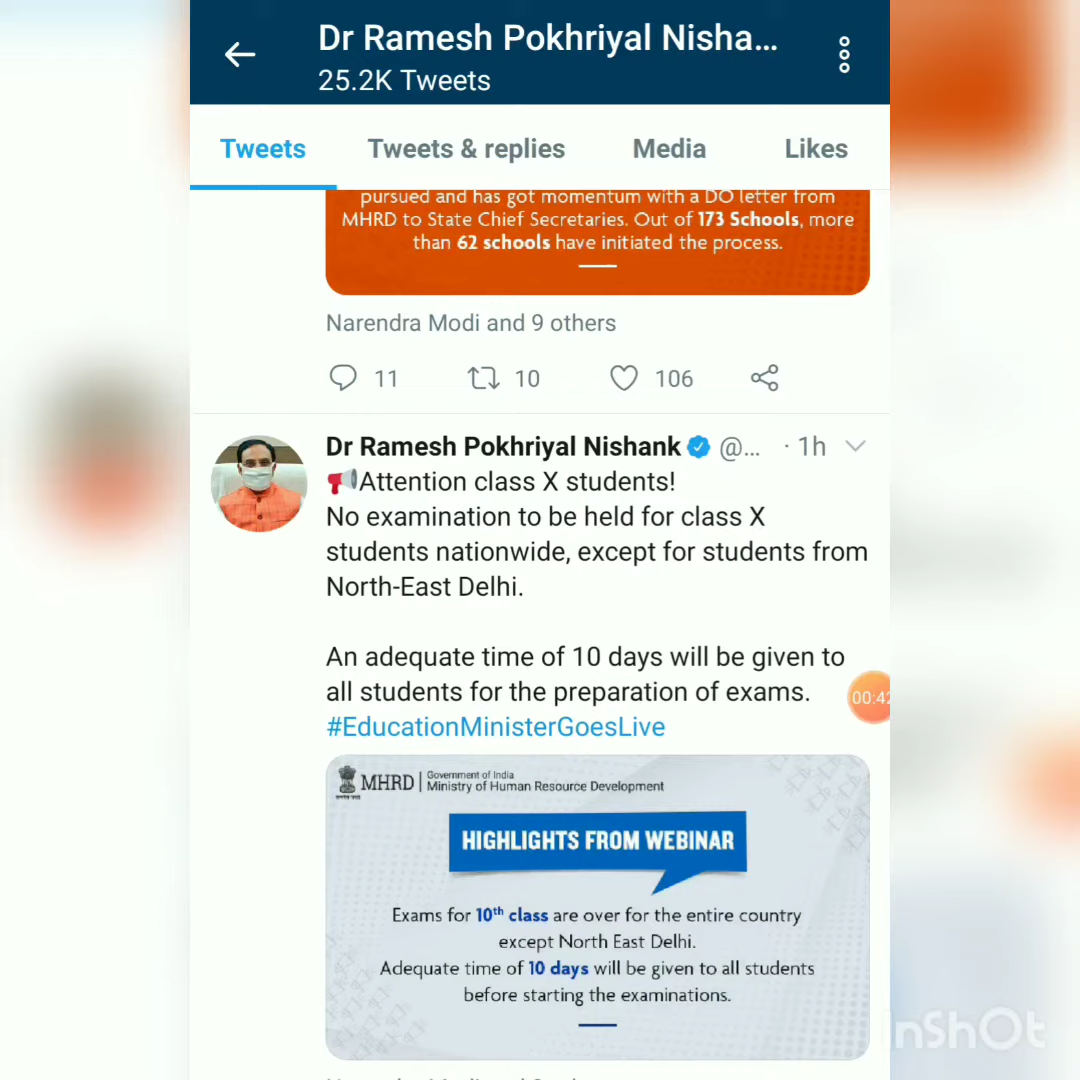 Dr Ramesh Pokhriyal Nisha...
25.2K Tweets
Tweets
Tweets & replies
Media
Likes
pursued and has got momentum with a DO letter from
MHRD to State Chief Secretaries. Out of 173 Schools, more
than 62 schools have initiated the process.
Narendra Modi and 9 others
11
10
106
Dr Ramesh Pokhriyal Nishank @... · 1h
Attention class X students!
No examination to be held for class X
students nationwide, except for students from
North-East Delhi.
An adequate time of 10 days will be given to
all students for the preparation of exams.
00:42
#EducationMinisterGoesLive
MHRD | Government of India
Ministry of Human Resource Development
HIGHLIGHTS FROM WEBINAR
Exams for 10th class are over for the entire country
except North East Delhi.
Adequate time of 10 days will be given to all students
before starting the examinations.
InShOt